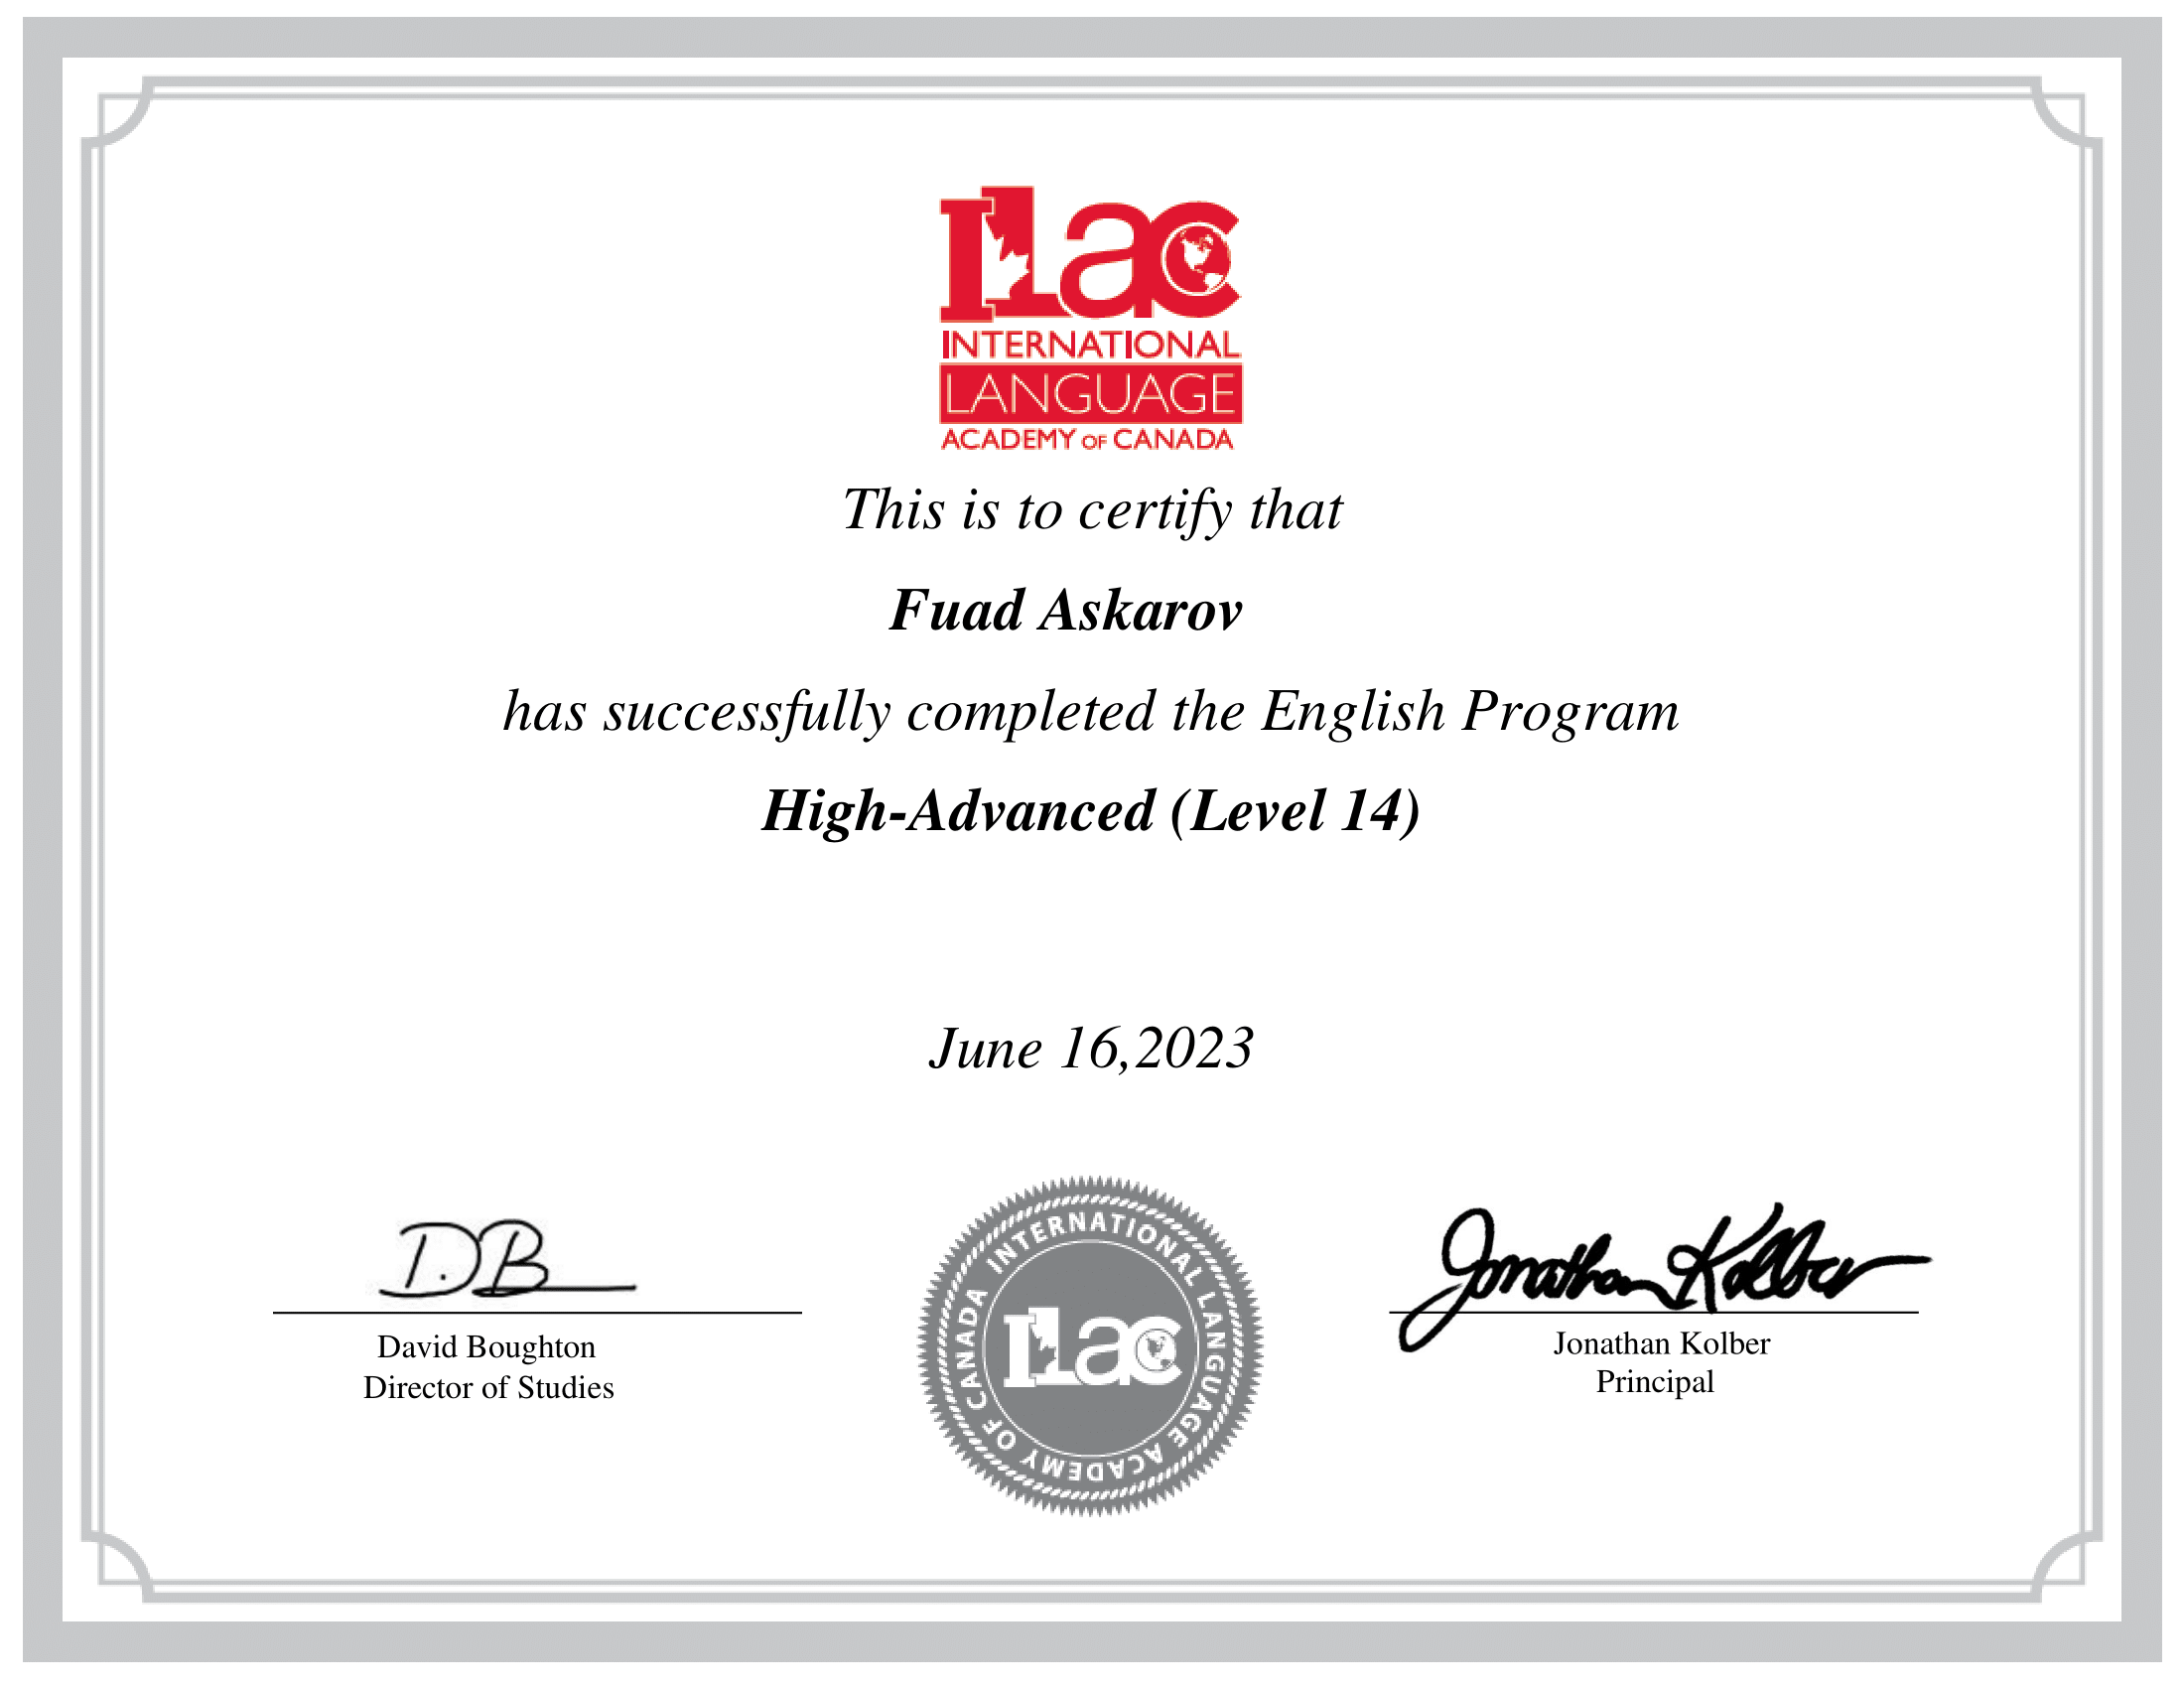 ILac
INTERNATIONAL
LANGUAGE
ACADEMY OF CANADA
This is to certify that
Fuad Askarov
has successfully completed the English Program
High-Advanced (Level 14)
June 16,2023
D.B
David Boughton
Director of Studies
INTERNATIONAL LANGUAGE ACADEMY OF CANADA
ILac
Jonathan Kolber
Jonathan Kolber
Principal